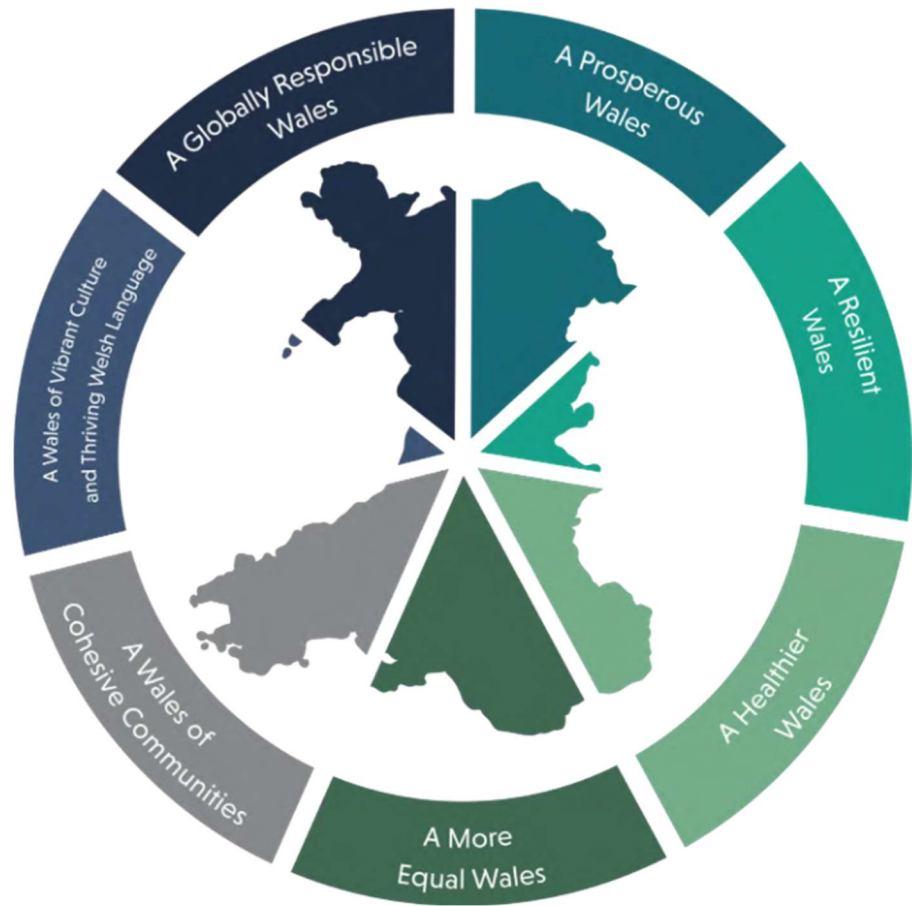 A Prosperous
Wales
A Resilient
Wales
A Healthier
Wales
A More
Equal Wales
A Wales of
Cohesive Communities
A Wales of Vibrant Culture
and Thriving Welsh Language
A Globally Responsible
Wales